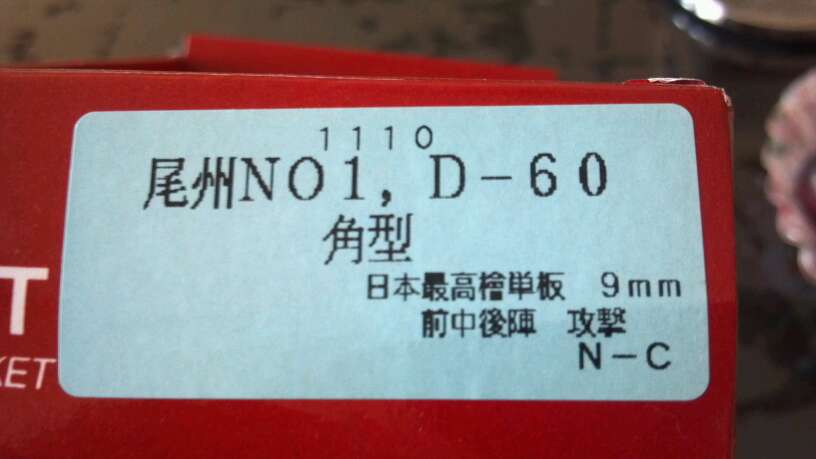 1110
尾州NO1,D-60
角型
日本最高檜単板 9mm
前中後陣 攻撃
N-C
T
KET